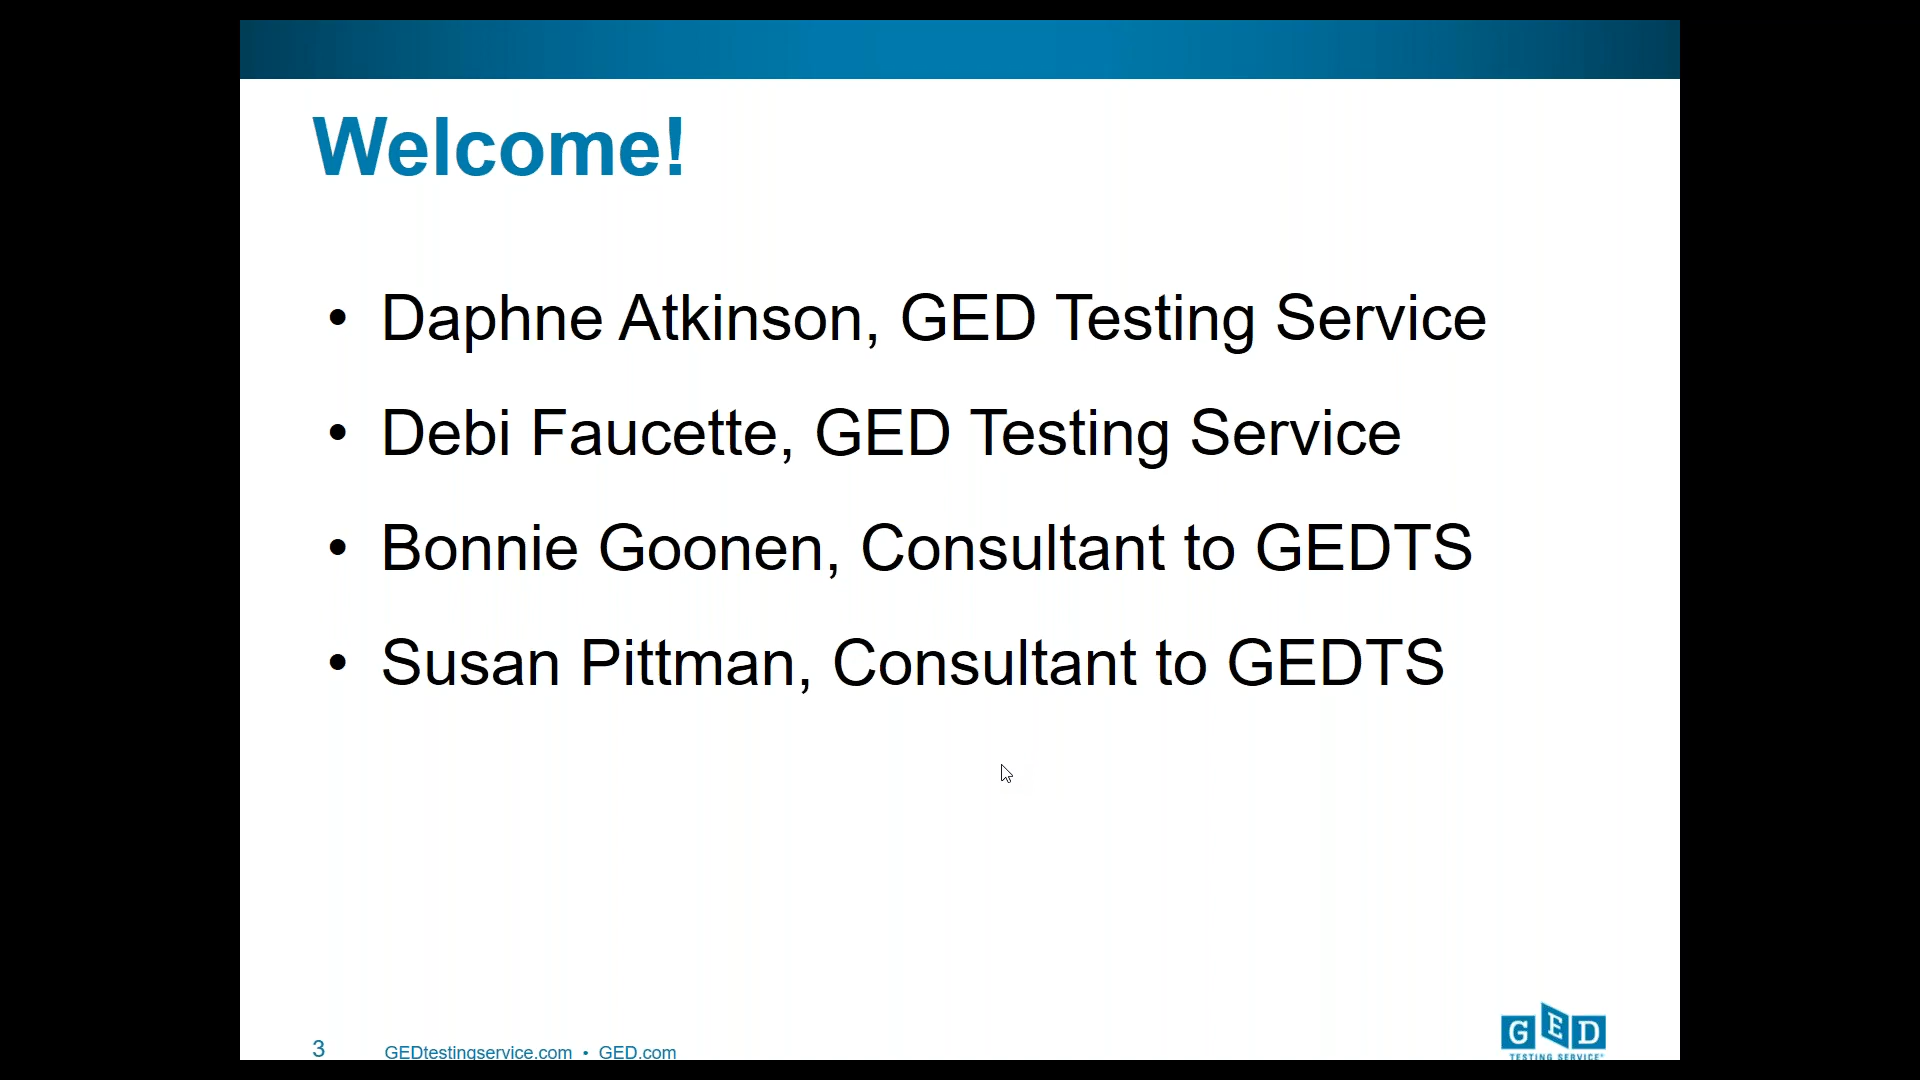 Welcome!
• Daphne Atkinson, GED Testing Service
• Debi Faucette, GED Testing Service
• Bonnie Goonen, Consultant to GEDTS
• Susan Pittman, Consultant to GEDTS
3 GEDtestingservice.com • GED.com
GED
TESTING SERVICE®